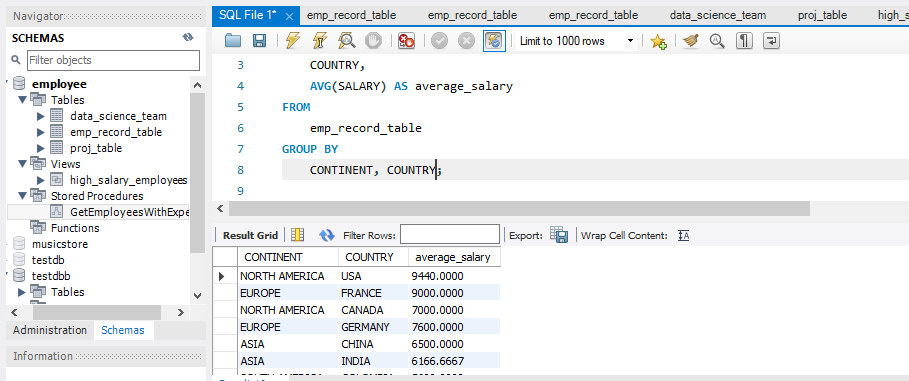 Navigator
SCHEMAS
Filter objects
employee
Tables
data_science_team
emp_record_table
proj_table
Views
high_salary_employees
Stored Procedures
GetEmployeesWithExpe
Functions
musicstore
testdb
testdbb
Tables
Administration Schemas
Information
SQL File 1* × emp_record_table emp_record_table emp_record_table data_science_team proj_table high_s
Limit to 1000 rows
3 COUNTRY,
4 AVG(SALARY) AS average_salary
5 FROM
6 emp_record_table
7 GROUP BY
8 CONTINENT, COUNTRY;
9
Result Grid Filter Rows: Export: Wrap Cell Content: IA
CONTINENT COUNTRY average_salary
NORTH AMERICA USA 9440.0000
EUROPE FRANCE 9000.0000
NORTH AMERICA CANADA 7000.0000
EUROPE GERMANY 7600.0000
ASIA CHINA 6500.0000
ASIA INDIA 6166.6667